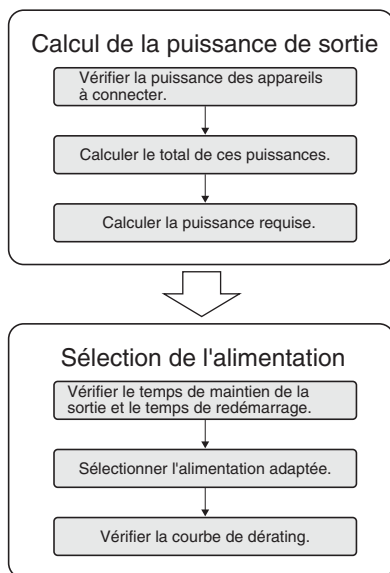 Calcul de la puissance de sortie
Vérifier la puissance des appareils
à connecter.
Calculer le total de ces puissances.
Calculer la puissance requise.
Sélection de l'alimentation
Vérifier le temps de maintien de la
sortie et le temps de redémarrage.
Sélectionner l'alimentation adaptée.
Vérifier la courbe de dérating.